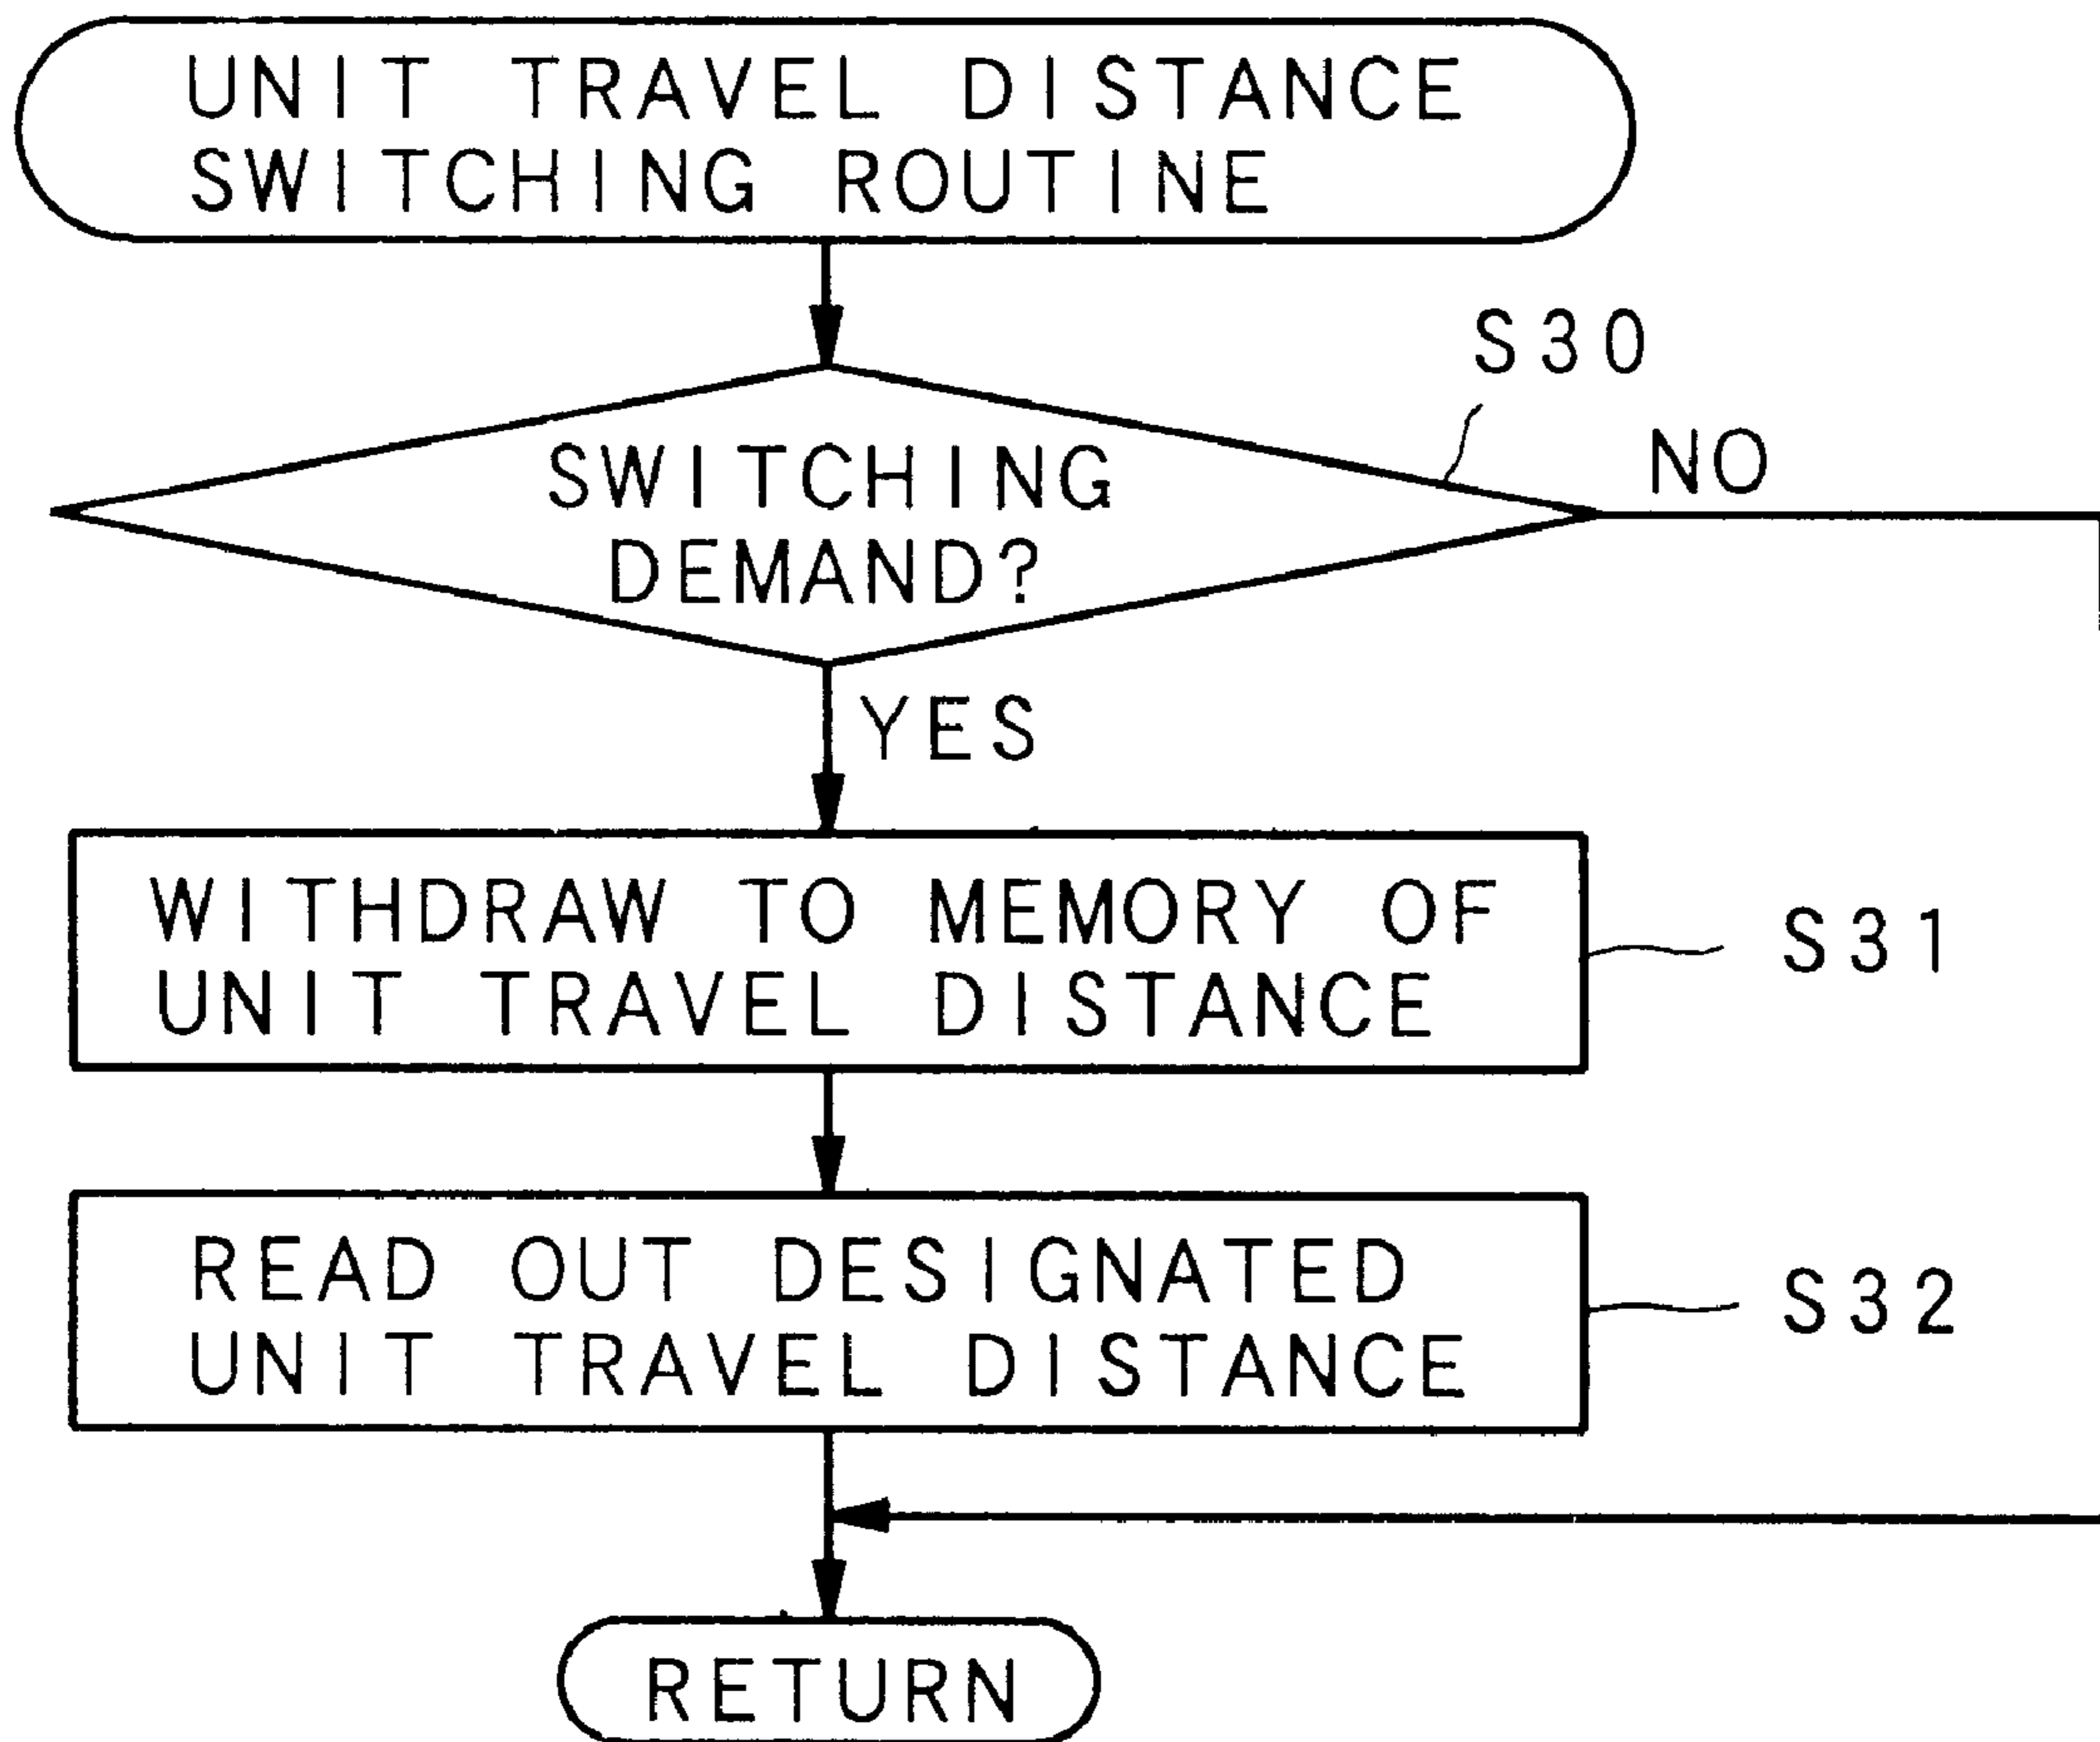 UNIT TRAVEL DISTANCE
SWITCHING ROUTINE
S30
NO
SWITCHING
DEMAND?
YES
WITHDRAW TO MEMORY OF
UNIT TRAVEL DISTANCE
S31
READ OUT DESIGNATED
UNIT TRAVEL DISTANCE
S32
RETURN